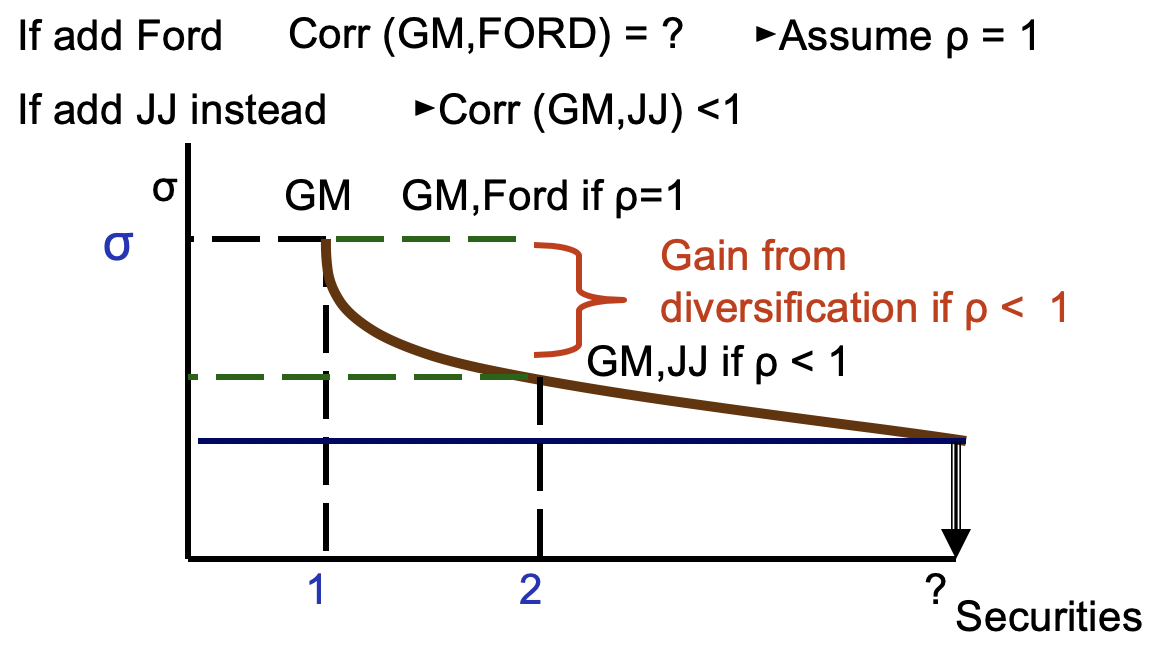 If add Ford Corr (GM,FORD) = ? ►Assume ρ = 1
If add JJ instead ►Corr (GM,JJ) <1
σ GM GM,Ford if ρ=1
σ
Gain from
diversification if ρ < 1
GM,JJ if ρ < 1
1 2 ?
Securities